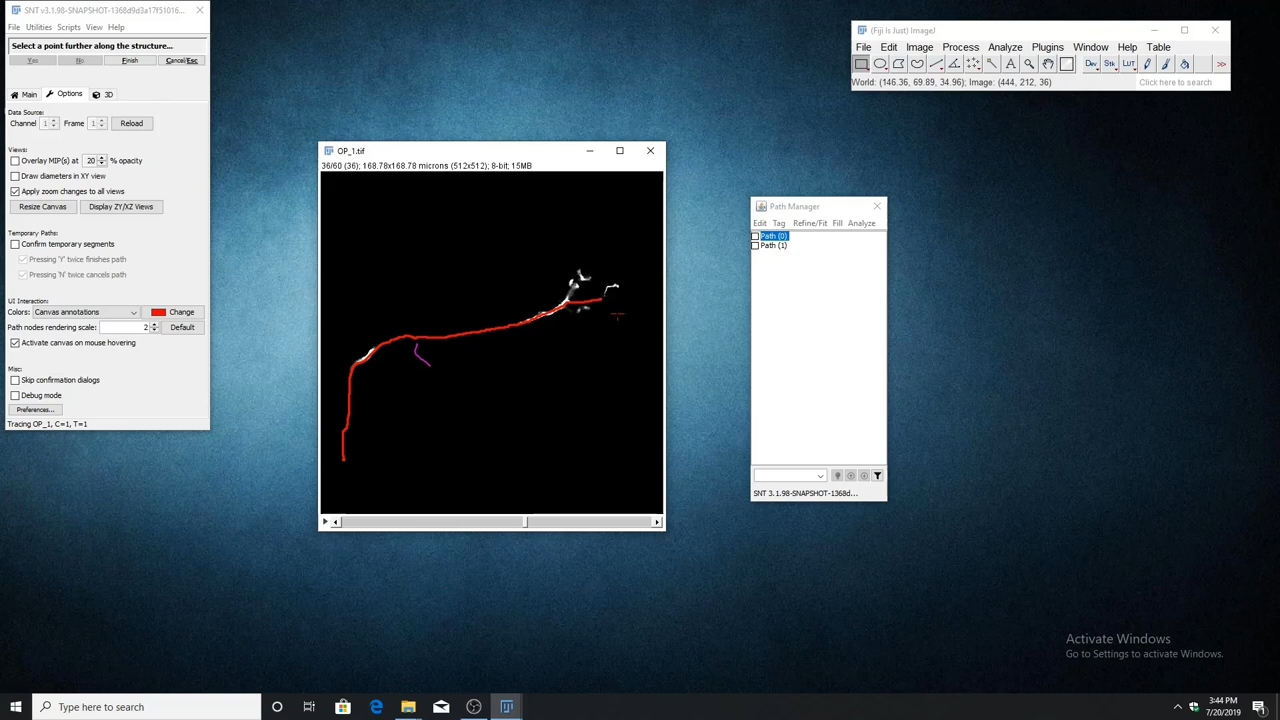 SNT v3.1.98-SNAPSHOT-1368d9d3a17f51016...
File Utilities Scripts View Help
Select a point further along the structure...
Yes No Finish Cancel/Esc
Main Options 3D
Data Source:
Channel 1 Frame 1 Reload
Views:
Overlay MIP(s) at 20 % opacity
Draw diameters in XY view
Apply zoom changes to all views
Resize Canvas Display ZY/XZ Views
Temporary Paths:
Confirm temporary segments
Pressing 'Y' twice finishes path
Pressing 'N' twice cancels path
UI Interaction:
Colors: Canvas annotations Change
Path nodes rendering scale: 2 Default
Activate canvas on mouse hovering
Misc:
Skip confirmation dialogs
Debug mode
Preferences...
Tracing OP_1, C=1, T=1
OP_1.tif
36/60 (36); 168.78x168.78 microns (512x512); 8-bit; 15MB
(Fiji Is Just) ImageJ
File Edit Image Process Analyze Plugins Window Help Table
A Dev Stk LUT >>
World: (146.36, 69.89, 34.96); Image: (444, 212, 36) Click here to search
Path Manager
Edit Tag Refine/Fit Fill Analyze
Path (0)
Path (1)
SNT 3.1.98-SNAPSHOT-1368d...
Activate Windows
Go to Settings to activate Windows.
Type here to search
3:44 PM
7/20/2019
1